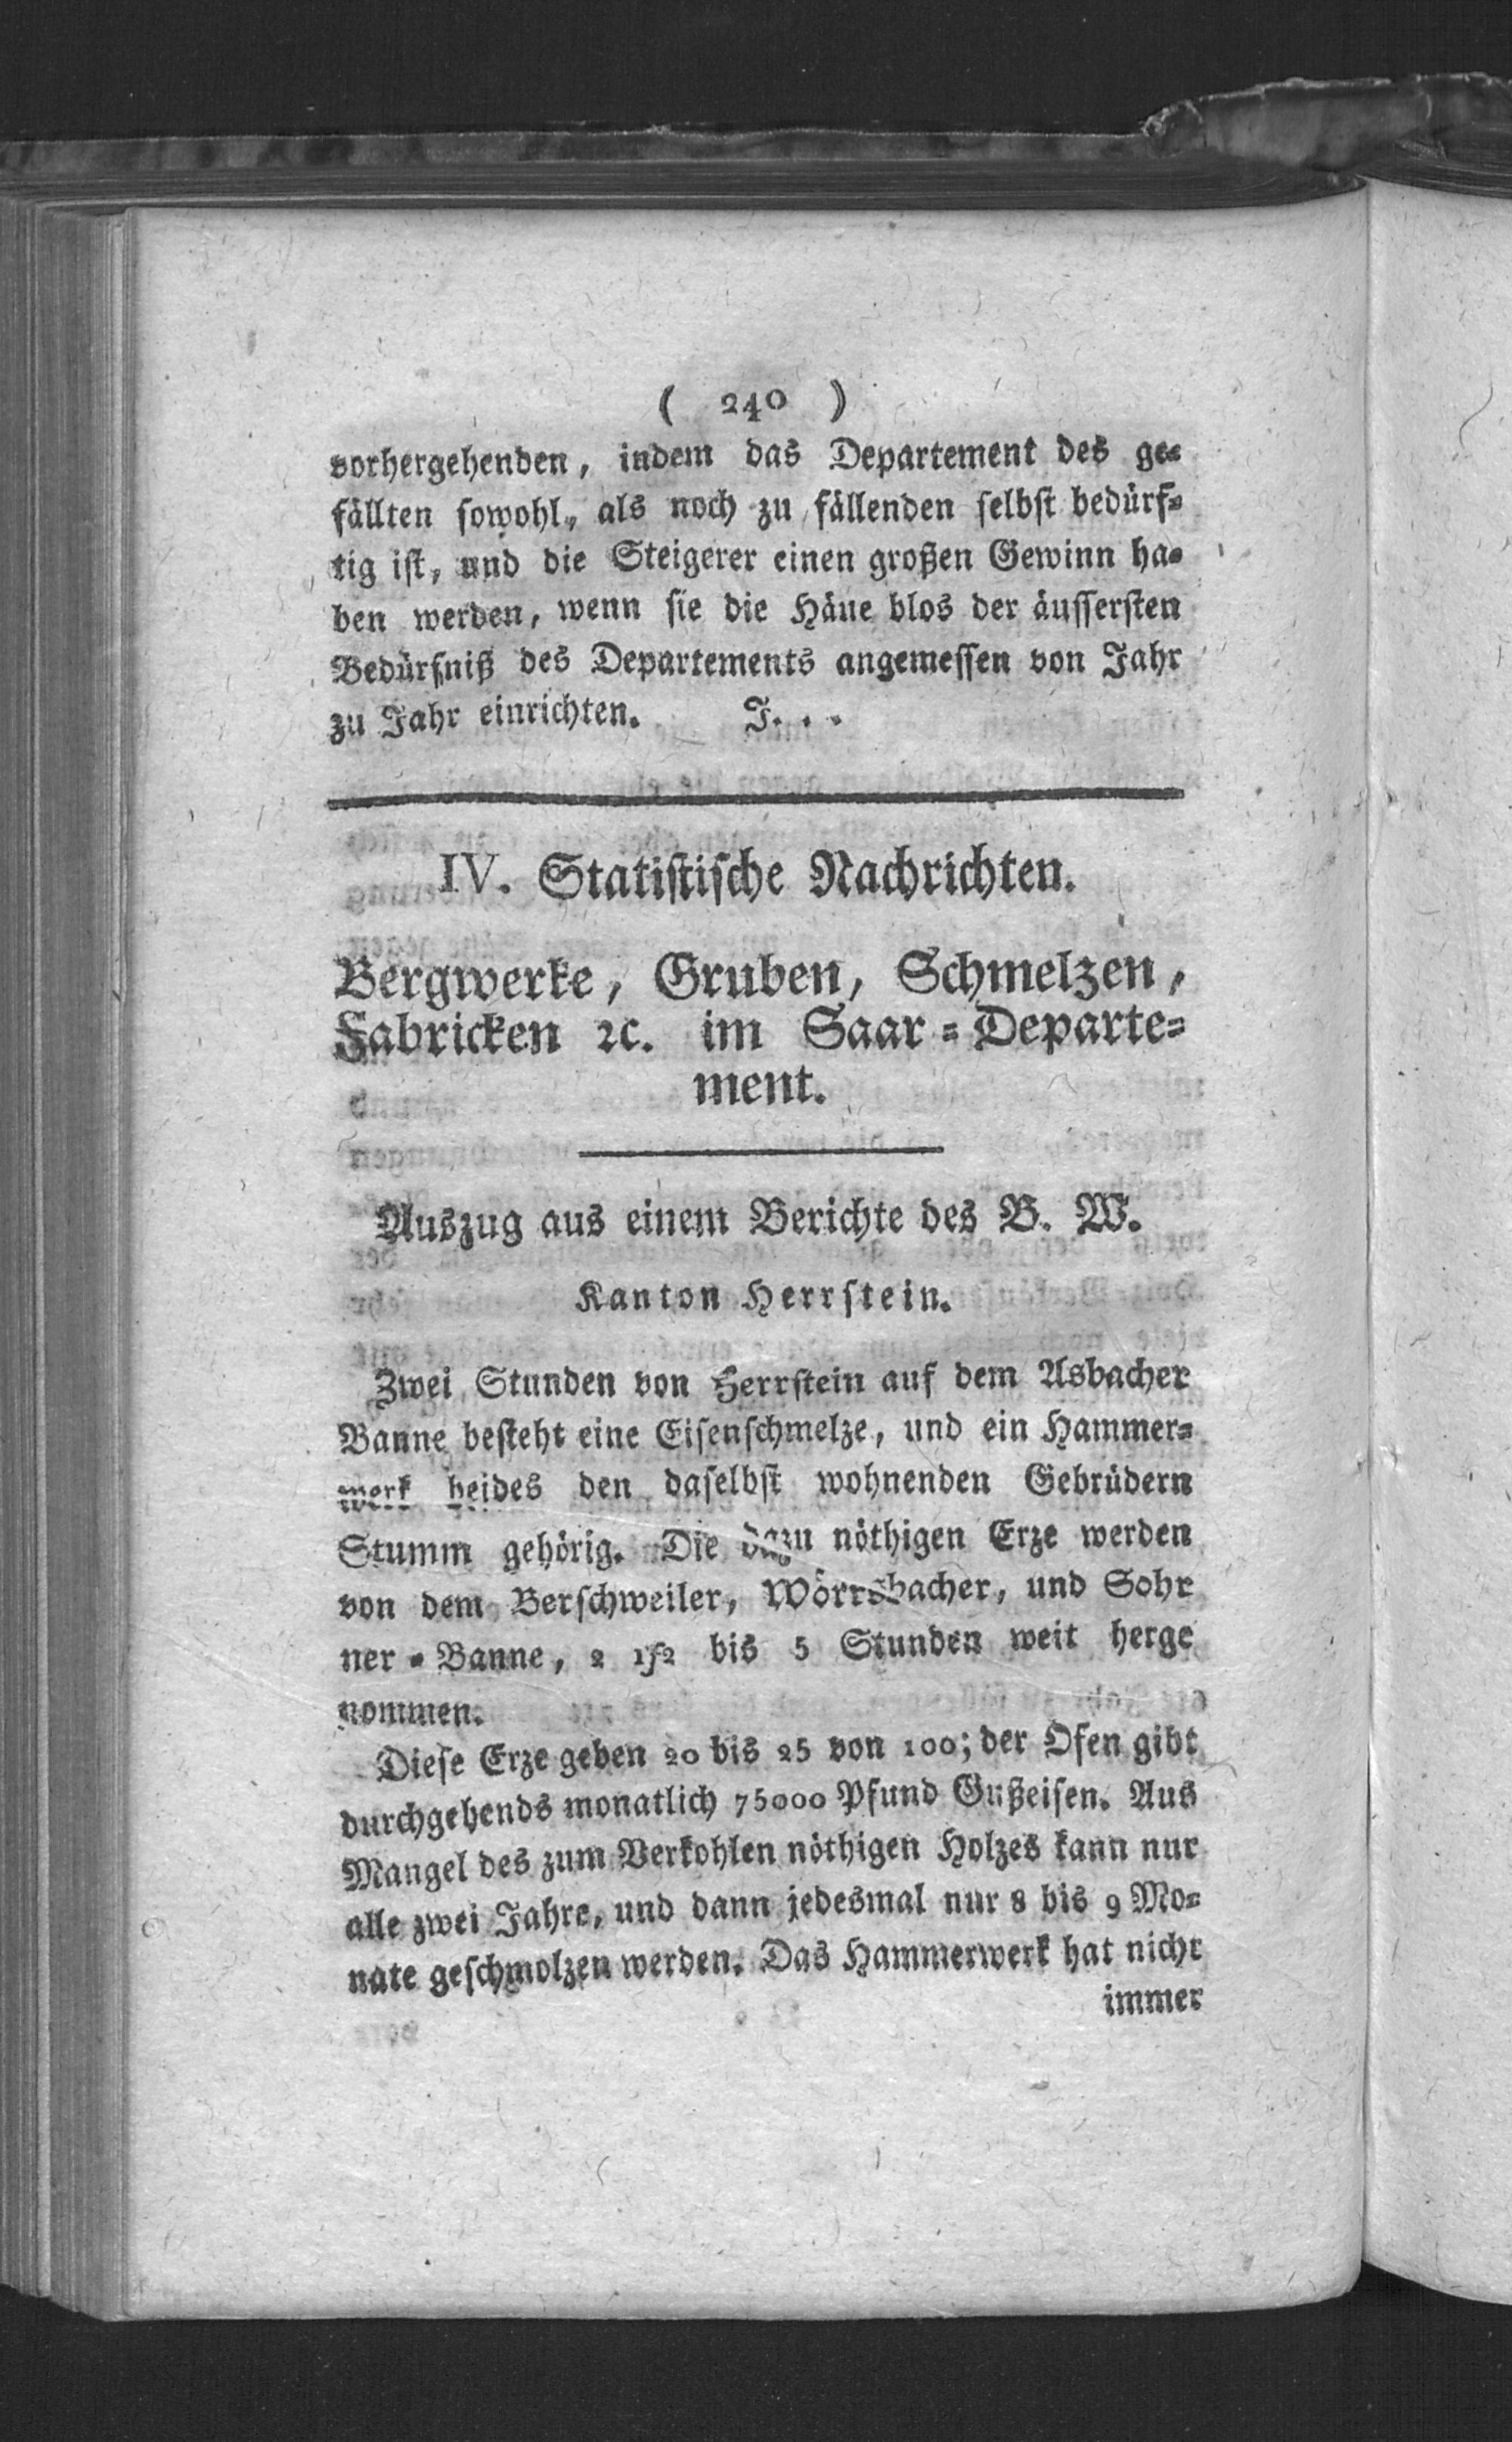 ( 240 )
vorhergehenden, indem das Departement des ge=
fällten sowohl, als noch zu fällenden selbst bedürf=
tig ist, und die Steigerer einen großen Gewinn ha=
ben werden, wenn sie die Häue blos der äussersten
Bedürfniß des Departements angemessen von Jahr
zu Jahr einrichten. J. . .
IV. Statistische Nachrichten.
Bergwerke, Gruben, Schmelzen,
Fabricken ꝛc. im Saar=Departe=
ment.
Auszug aus einem Berichte des B. W.
Kanton Herrstein.
Zwei Stunden von Herrstein auf dem Asbacher
Banne besteht eine Eisenschmelze, und ein Hammer=
werk beides den daselbst wohnenden Gebrüdern
Stumm gehörig. Die dazu nöthigen Erze werden
von dem Berschweiler, Wörrsbacher, und Sohr
ner=Banne, 2 1/2 bis 5 Stunden weit herge
nommen.
Diese Erze geben 20 bis 25 von 100; der Ofen gibt
durchgehends monatlich 75000 Pfund Gußeisen. Aus
Mangel des zum Verkohlen nöthigen Holzes kann nur
alle zwei Jahre, und dann jedesmal nur 8 bis 9 Mo=
nate geschmolzen werden. Das Hammerwerk hat nicht
immer